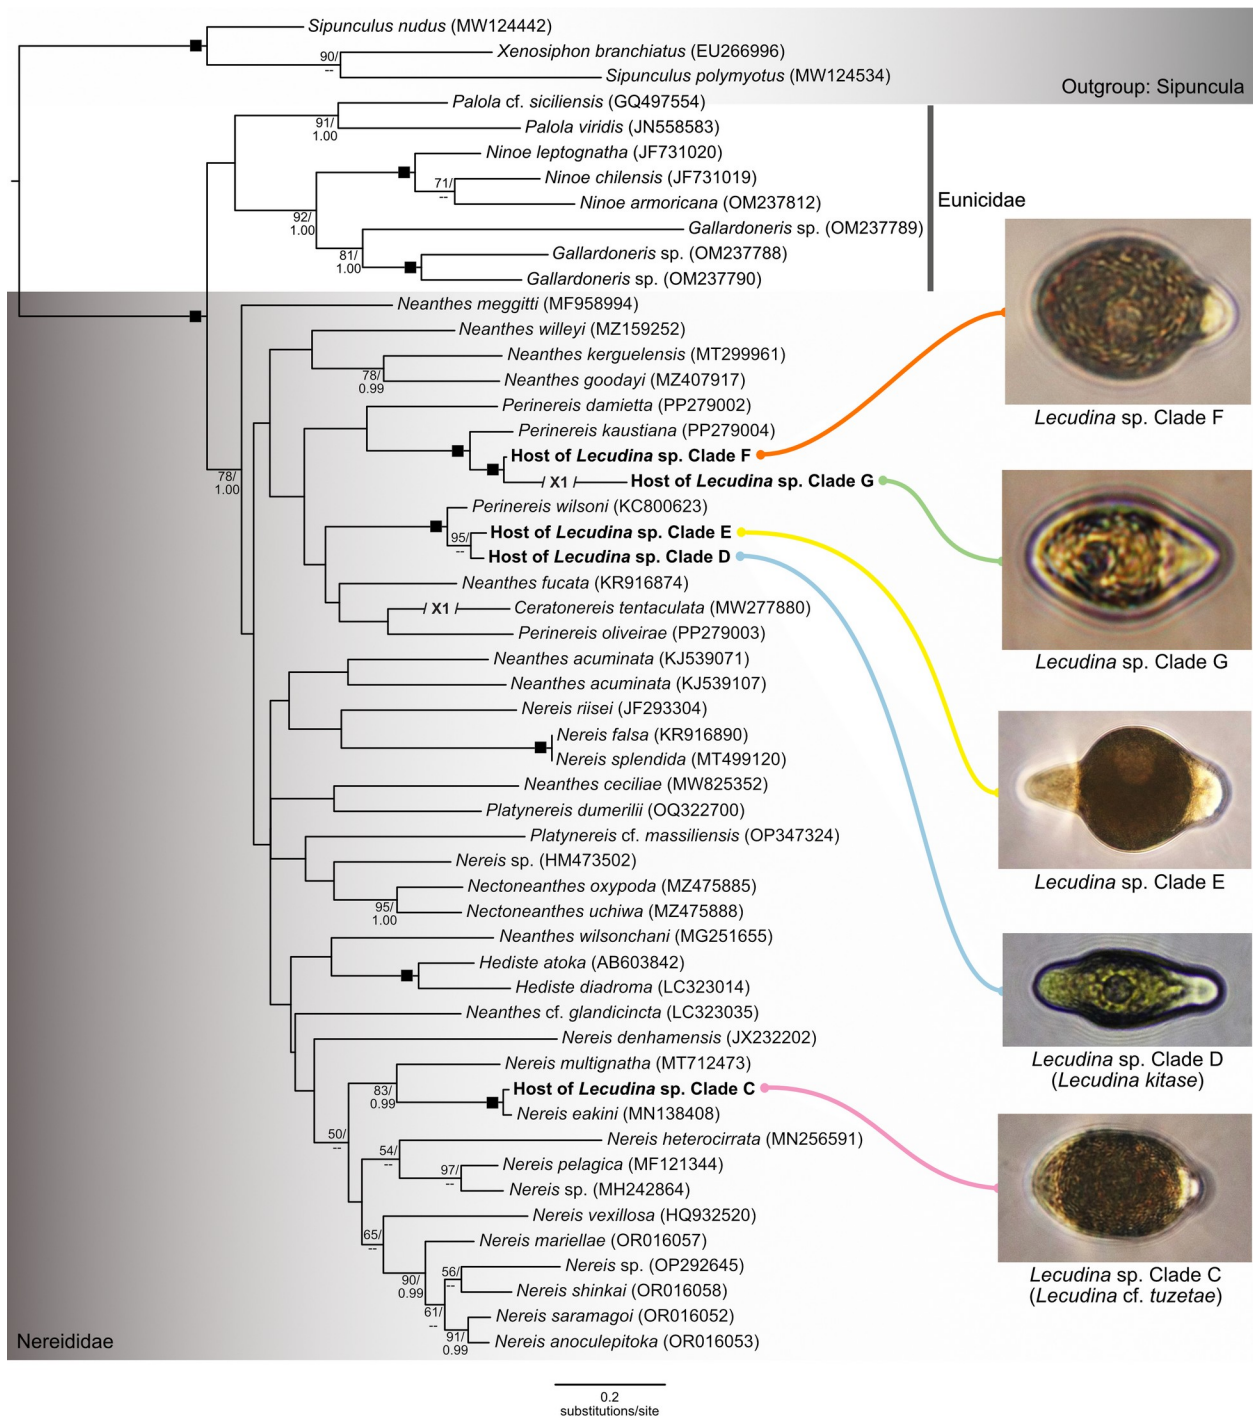 Sipunculus nudus (MW124442)
90/
--
Xenosiphon branchiatus (EU266996)
Sipunculus polymyotus (MW124534)
Outgroup: Sipuncula
Palola cf. siciliensis (GQ497554)
91/
1.00
Palola viridis (JN558583)
Ninoe leptognatha (JF731020)
71/
--
Ninoe chilensis (JF731019)
Ninoe armoricana (OM237812)
Eunicidae
92/
1.00
Gallardoneris sp. (OM237789)
81/
1.00
Gallardoneris sp. (OM237788)
Gallardoneris sp. (OM237790)
Neanthes meggitti (MF958994)
Neanthes willeyi (MZ159252)
Neanthes kerguelensis (MT299961)
78/
0.99
Neanthes goodayi (MZ407917)
Perinereis damietta (PP279002)
Perinereis kaustiana (PP279004)
Host of Lecudina sp. Clade F
78/
1.00
X1
Host of Lecudina sp. Clade G
Perinereis wilsoni (KC800623)
95/
--
Host of Lecudina sp. Clade E
Host of Lecudina sp. Clade D
Neanthes fucata (KR916874)
X1
Ceratonereis tentaculata (MW277880)
Perinereis oliveirae (PP279003)
Neanthes acuminata (KJ539071)
Neanthes acuminata (KJ539107)
Nereis riisei (JF293304)
Nereis falsa (KR916890)
Nereis splendida (MT499120)
Neanthes ceciliae (MW825352)
Platynereis dumerilii (OQ322700)
Platynereis cf. massiliensis (OP347324)
Nereis sp. (HM473502)
Nectoneanthes oxypoda (MZ475885)
95/
1.00
Nectoneanthes uchiwa (MZ475888)
Neanthes wilsonchani (MG251655)
Hediste atoka (AB603842)
Hediste diadroma (LC323014)
Neanthes cf. glandicincta (LC323035)
Nereis denhamensis (JX232202)
Nereis multignatha (MT712473)
83/
0.99
Host of Lecudina sp. Clade C
Nereis eakini (MN138408)
50/
--
Nereis heterocirrata (MN256591)
54/
--
Nereis pelagica (MF121344)
97/
--
Nereis sp. (MH242864)
Nereis vexillosa (HQ932520)
65/
--
Nereis mariellae (OR016057)
90/
0.99
Nereis sp. (OP292645)
56/
--
Nereis shinkai (OR016058)
61/
--
Nereis saramagoi (OR016052)
91/
0.99
Nereis anoculepitoka (OR016053)
Nereididae
Lecudina sp. Clade F
Lecudina sp. Clade G
Lecudina sp. Clade E
Lecudina sp. Clade D
(Lecudina kitase)
Lecudina sp. Clade C
(Lecudina cf. tuzetae)
0.2
substitutions/site